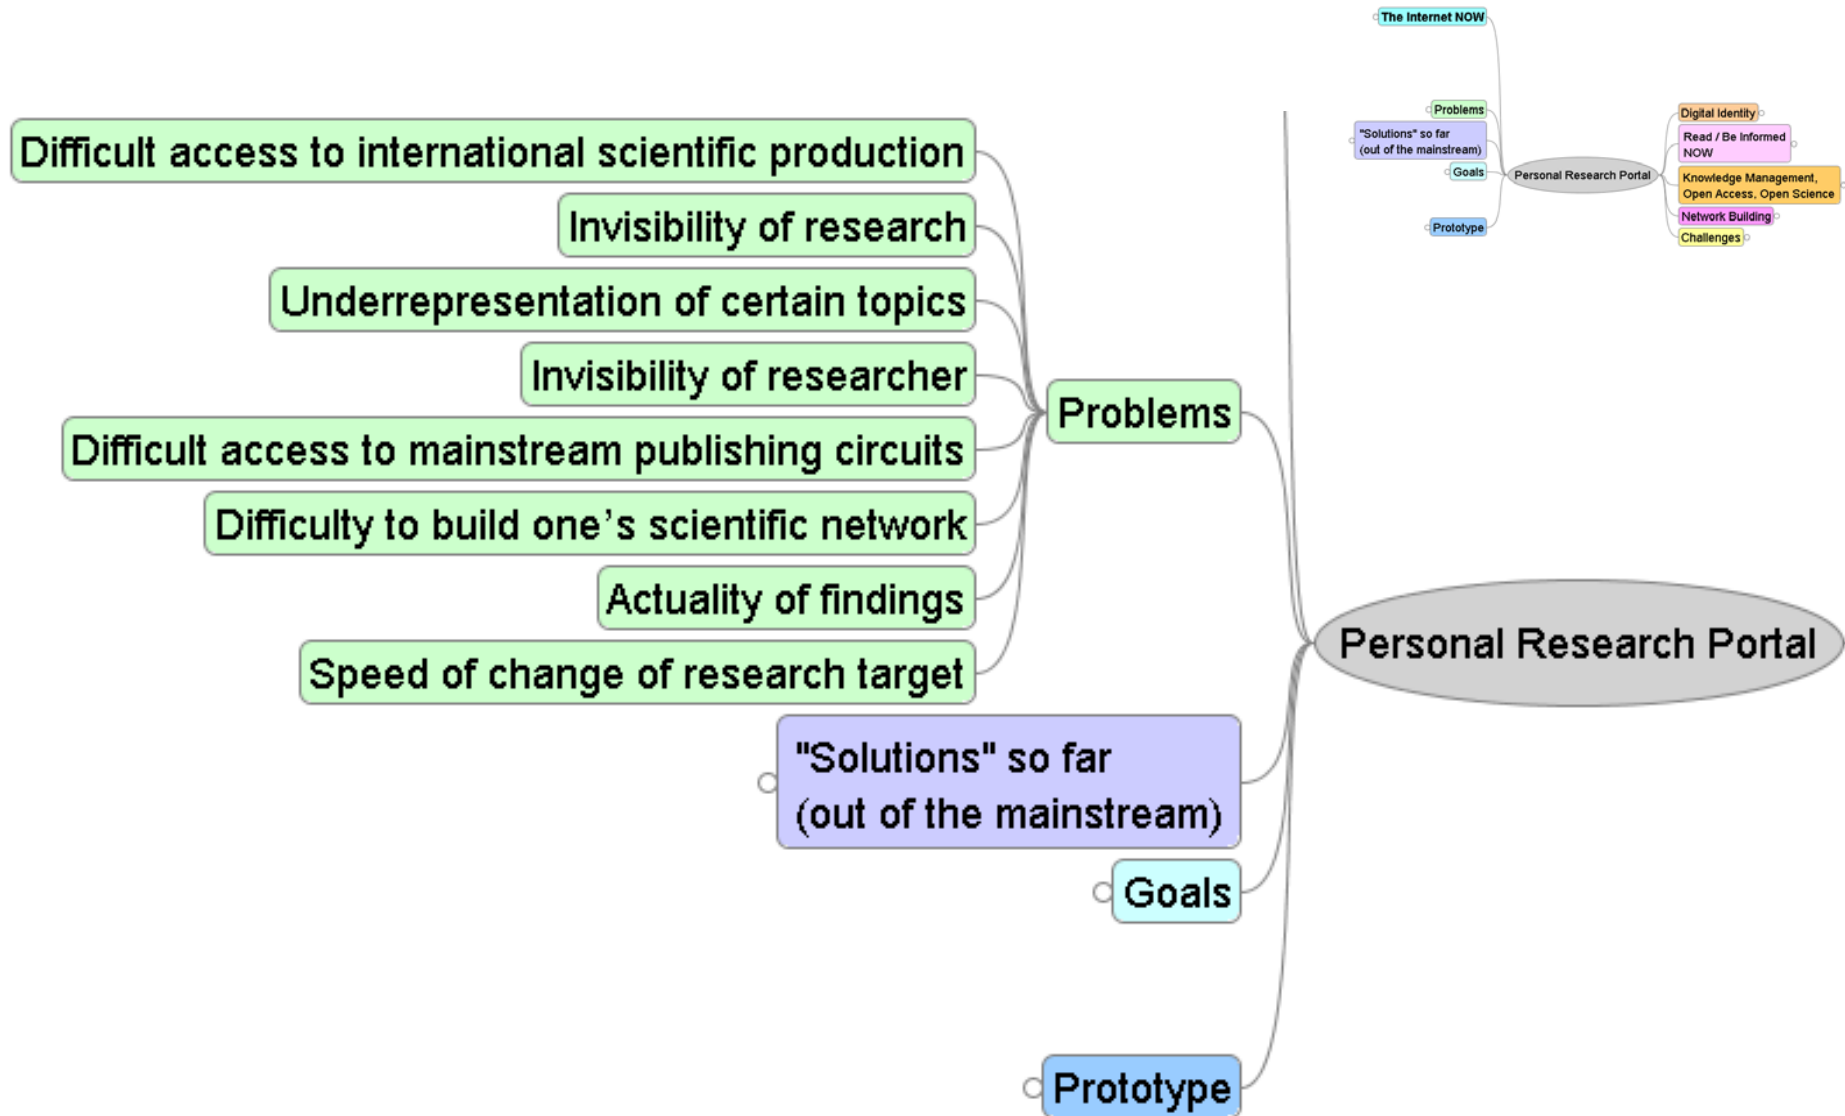 The Internet NOW
Problems
"Solutions" so far
(out of the mainstream)
Goals
Prototype
Personal Research Portal
Digital Identity
Read / Be Informed
NOW
Knowledge Management,
Open Access, Open Science
Network Building
Challenges
Difficult access to international scientific production
Invisibility of research
Underrepresentation of certain topics
Invisibility of researcher
Difficult access to mainstream publishing circuits
Difficulty to build one’s scientific network
Actuality of findings
Speed of change of research target
Problems
"Solutions" so far
(out of the mainstream)
Goals
Prototype
Personal Research Portal